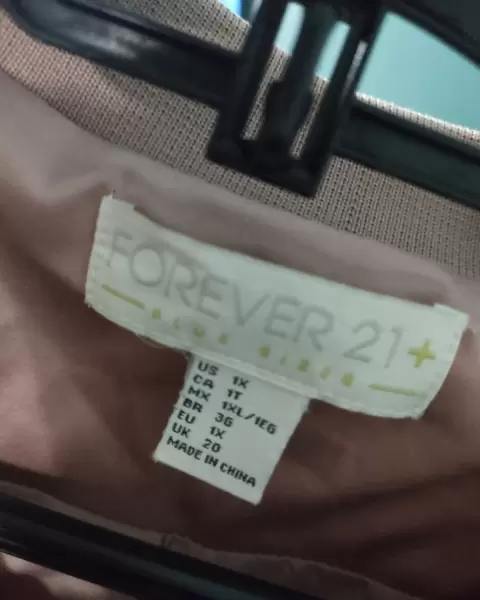 FOREVER 21+
PLUS SIZES
US 1X
CA 1T
MX 1XL/1EG
BR 3G
EU 1X
UK 20
MADE IN CHINA